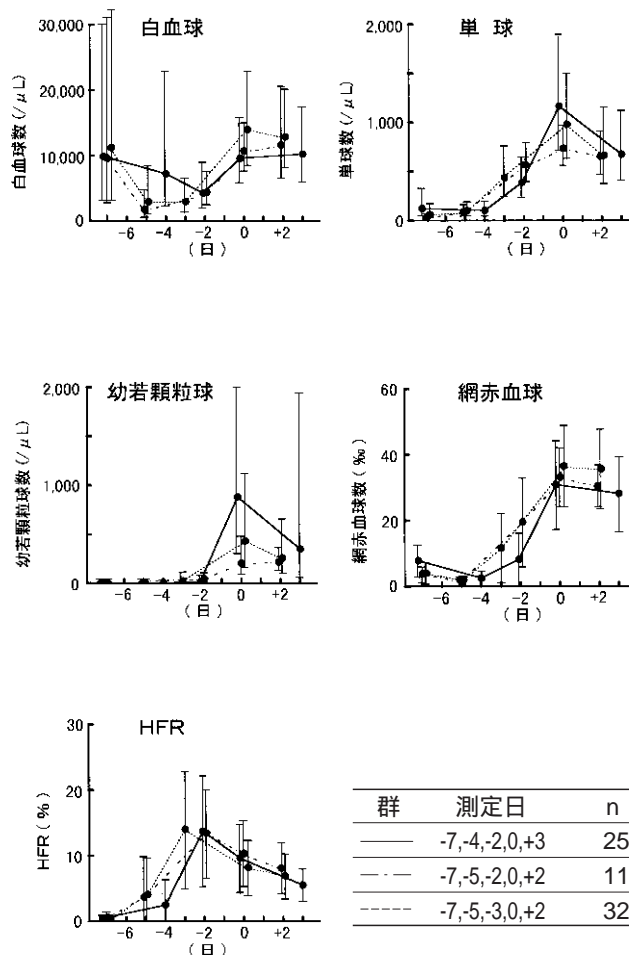 白血球
白血球数(/μL)
30,000
20,000
10,000
0
-6 -4 -2 0 +2
(日)
単 球
単球数(/μL)
2,000
1,000
0
-6 -4 -2 0 +2
(日)
幼若顆粒球
幼若顆粒球数(/μL)
2,000
1,000
0
-6 -4 -2 0 +2
(日)
網赤血球
網赤血球数(‰)
60
40
20
0
-6 -4 -2 0 +2
(日)
HFR
HFR(%)
30
20
10
0
-6 -4 -2 0 +2
(日)
群 測定日 n
-7,-4,-2,0,+3 25
-7,-5,-2,0,+2 11
-7,-5,-3,0,+2 32